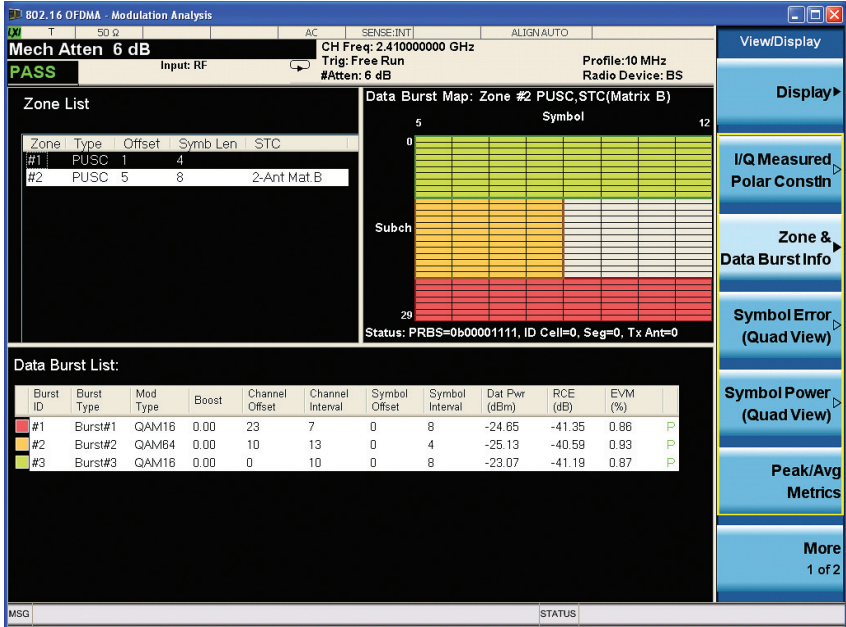 802.16 OFDMA - Modulation Analysis
LXI T 50 Ω AC SENSE:INT ALIGN AUTO
Mech Atten 6 dB
CH Freq: 2.410000000 GHz
PASS
Input: RF
Trig: Free Run
Profile:10 MHz
#Atten: 6 dB
Radio Device: BS
Zone List
Zone Type Offset Symb Len STC
#1 PUSC 1 4
#2 PUSC 5 8 2-Ant Mat.B
Data Burst Map: Zone #2 PUSC,STC(Matrix B)
Symbol
5 12
0
Subch
29
Status: PRBS=0b00001111, ID Cell=0, Seg=0, Tx Ant=0
Data Burst List:
Burst ID Burst Type Mod Type Boost Channel Offset Channel Interval Symbol Offset Symbol Interval Dat Pwr (dBm) RCE (dB) EVM (%)
#1 Burst#1 QAM16 0.00 23 7 0 8 -24.65 -41.35 0.86 P
#2 Burst#2 QAM64 0.00 10 13 0 4 -25.13 -40.59 0.93 P
#3 Burst#3 QAM16 0.00 0 10 0 8 -23.07 -41.19 0.87 P
View/Display
Display
I/Q Measured
Polar Constln
Zone &
Data Burst Info
Symbol Error
(Quad View)
Symbol Power
(Quad View)
Peak/Avg
Metrics
More
1 of 2
MSG STATUS